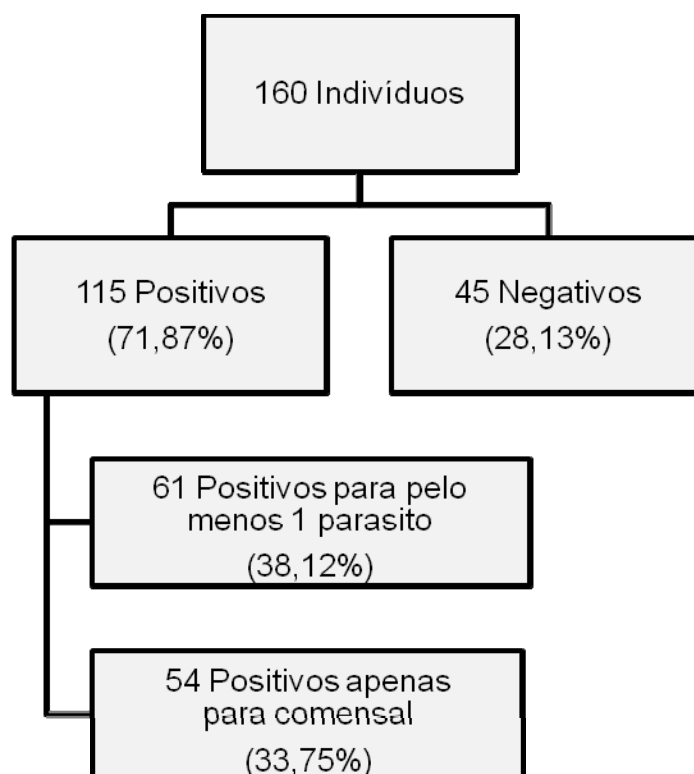 160 Indivíduos
115 Positivos
(71,87%)
45 Negativos
(28,13%)
61 Positivos para pelo
menos 1 parasito
(38,12%)
54 Positivos apenas
para comensal
(33,75%)